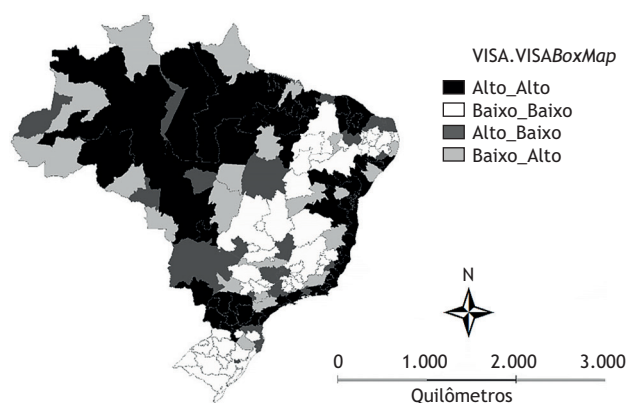 VISA.VISABoxMap
Alto_Alto
Baixo_Baixo
Alto_Baixo
Baixo_Alto
N
0 1.000 2.000 3.000
Quilômetros